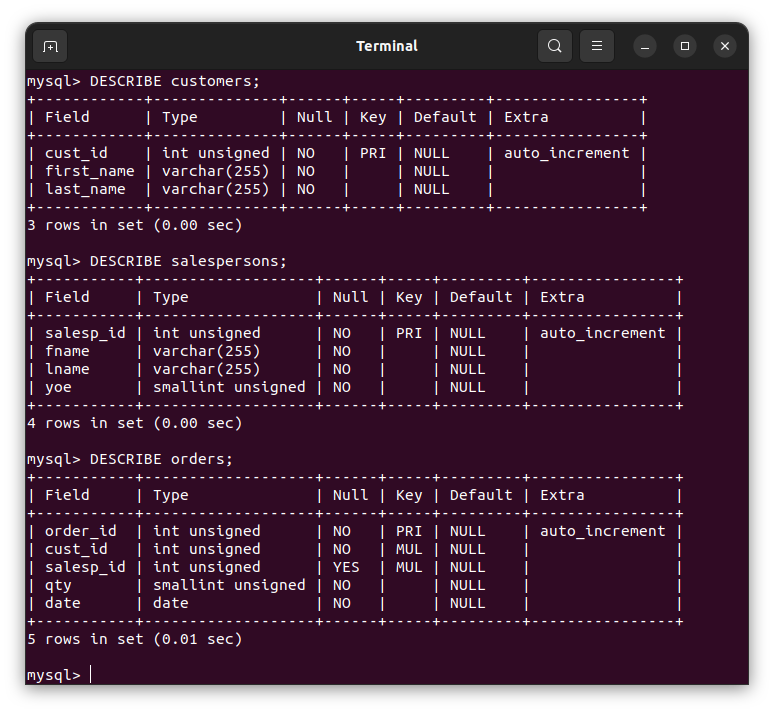 Terminal
mysql> DESCRIBE customers;
+------------+--------------+------+-----+---------+----------------+
| Field      | Type         | Null | Key | Default | Extra          |
+------------+--------------+------+-----+---------+----------------+
| cust_id    | int unsigned | NO   | PRI | NULL    | auto_increment |
| first_name | varchar(255) | NO   |     | NULL    |                |
| last_name  | varchar(255) | NO   |     | NULL    |                |
+------------+--------------+------+-----+---------+----------------+
3 rows in set (0.00 sec)
mysql> DESCRIBE salespersons;
+-----------+-------------------+------+-----+---------+----------------+
| Field     | Type              | Null | Key | Default | Extra          |
+-----------+-------------------+------+-----+---------+----------------+
| salesp_id | int unsigned      | NO   | PRI | NULL    | auto_increment |
| fname     | varchar(255)      | NO   |     | NULL    |                |
| lname     | varchar(255)      | NO   |     | NULL    |                |
| yoe       | smallint unsigned | NO   |     | NULL    |                |
+-----------+-------------------+------+-----+---------+----------------+
4 rows in set (0.00 sec)
mysql> DESCRIBE orders;
+-----------+-------------------+------+-----+---------+----------------+
| Field     | Type              | Null | Key | Default | Extra          |
+-----------+-------------------+------+-----+---------+----------------+
| order_id  | int unsigned      | NO   | PRI | NULL    | auto_increment |
| cust_id   | int unsigned      | NO   | MUL | NULL    |                |
| salesp_id | int unsigned      | YES  | MUL | NULL    |                |
| qty       | smallint unsigned | NO   |     | NULL    |                |
| date      | date              | NO   |     | NULL    |                |
+-----------+-------------------+------+-----+---------+----------------+
5 rows in set (0.01 sec)
mysql>